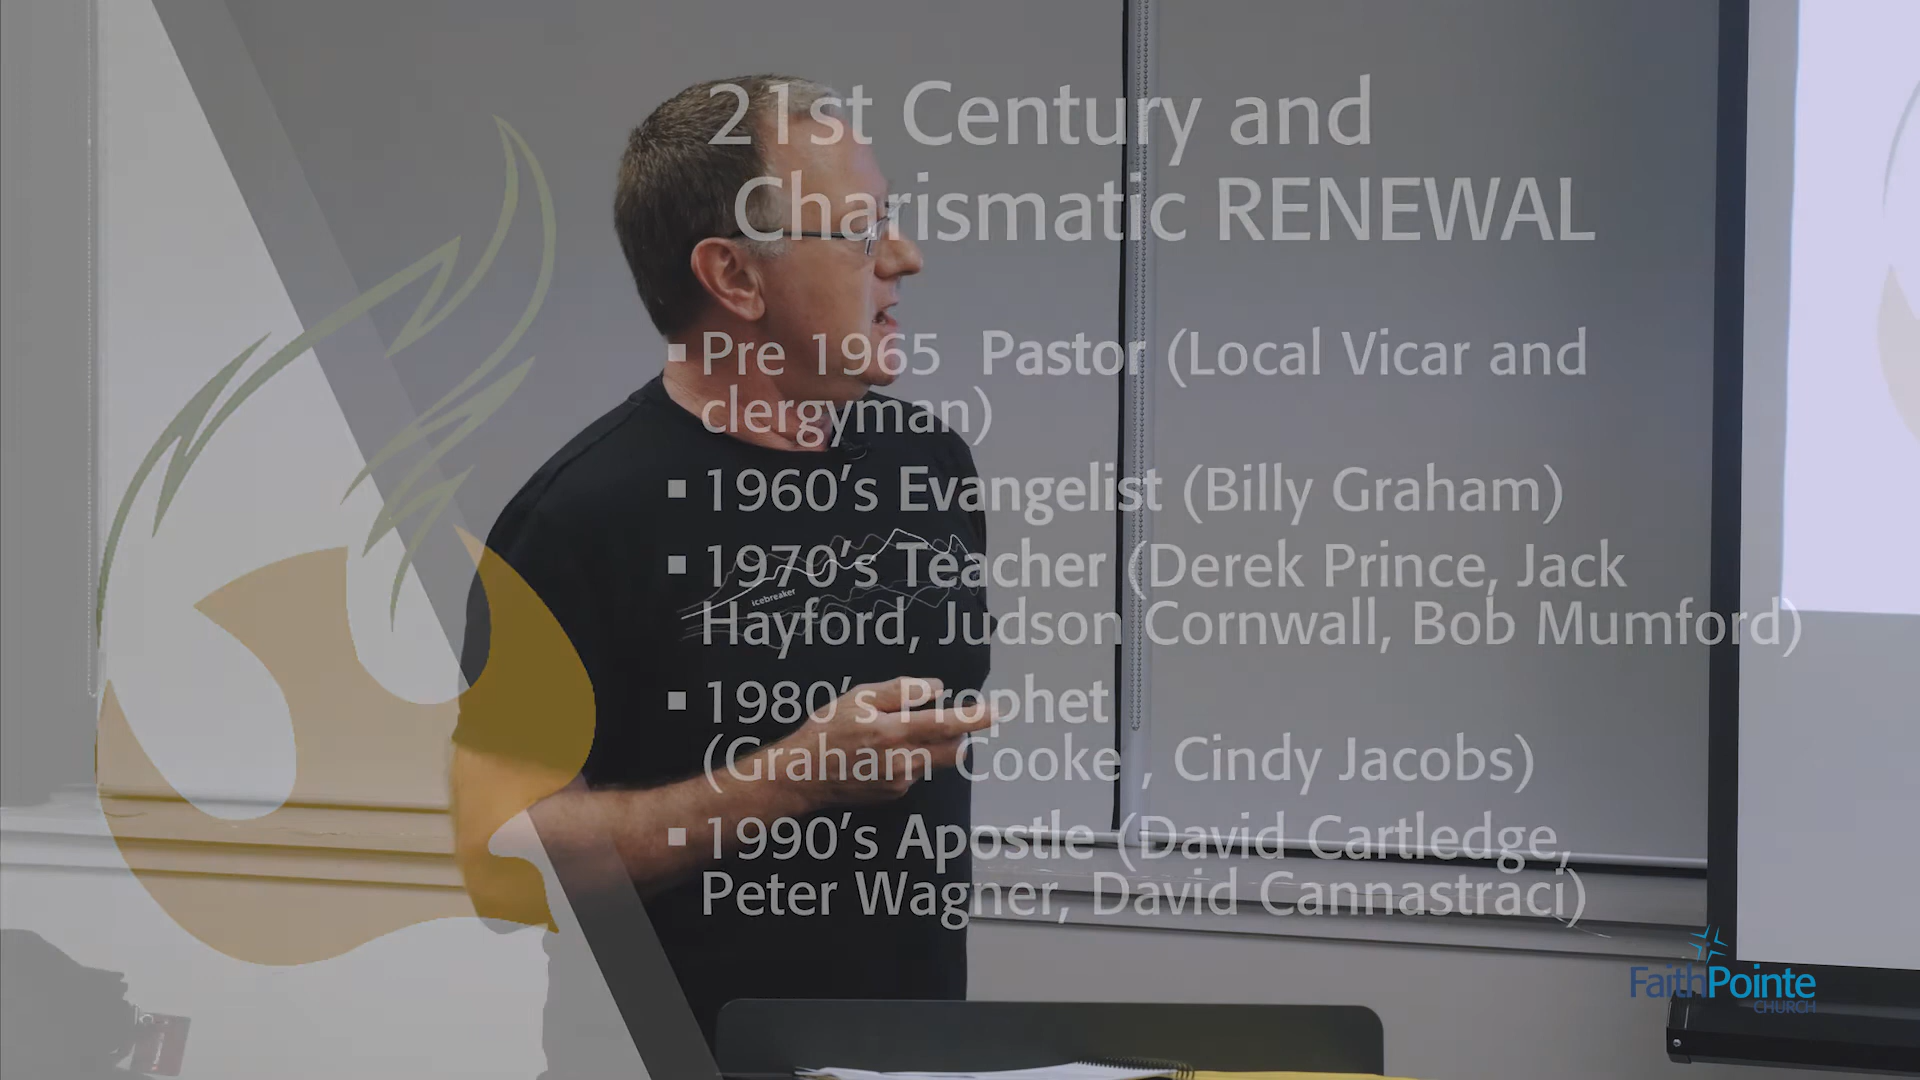 21st Century and
Charismatic RENEWAL
▪ Pre 1965 Pastor (Local Vicar and
clergyman)
▪ 1960’s Evangelist (Billy Graham)
▪ 1970’s Teacher (Derek Prince, Jack
Hayford, Judson Cornwall, Bob Mumford)
▪ 1980’s Prophet
(Graham Cooke , Cindy Jacobs)
▪ 1990’s Apostle (David Cartledge,
Peter Wagner, David Cannastraci)
icebreaker
FaithPointe
CHURCH